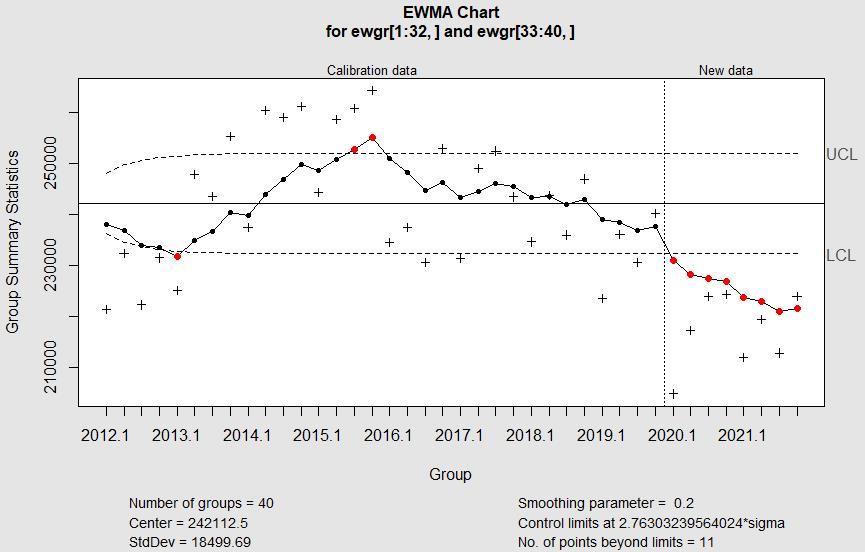 EWMA Chart
for ewgr[1:32, ] and ewgr[33:40, ]
Calibration data
New data
Group Summary Statistics
250000
230000
210000
UCL
LCL
2012.1 2013.1 2014.1 2015.1 2016.1 2017.1 2018.1 2019.1 2020.1 2021.1
Group
Number of groups = 40
Center = 242112.5
StdDev = 18499.69
Smoothing parameter = 0.2
Control limits at 2.76303239564024*sigma
No. of points beyond limits = 11